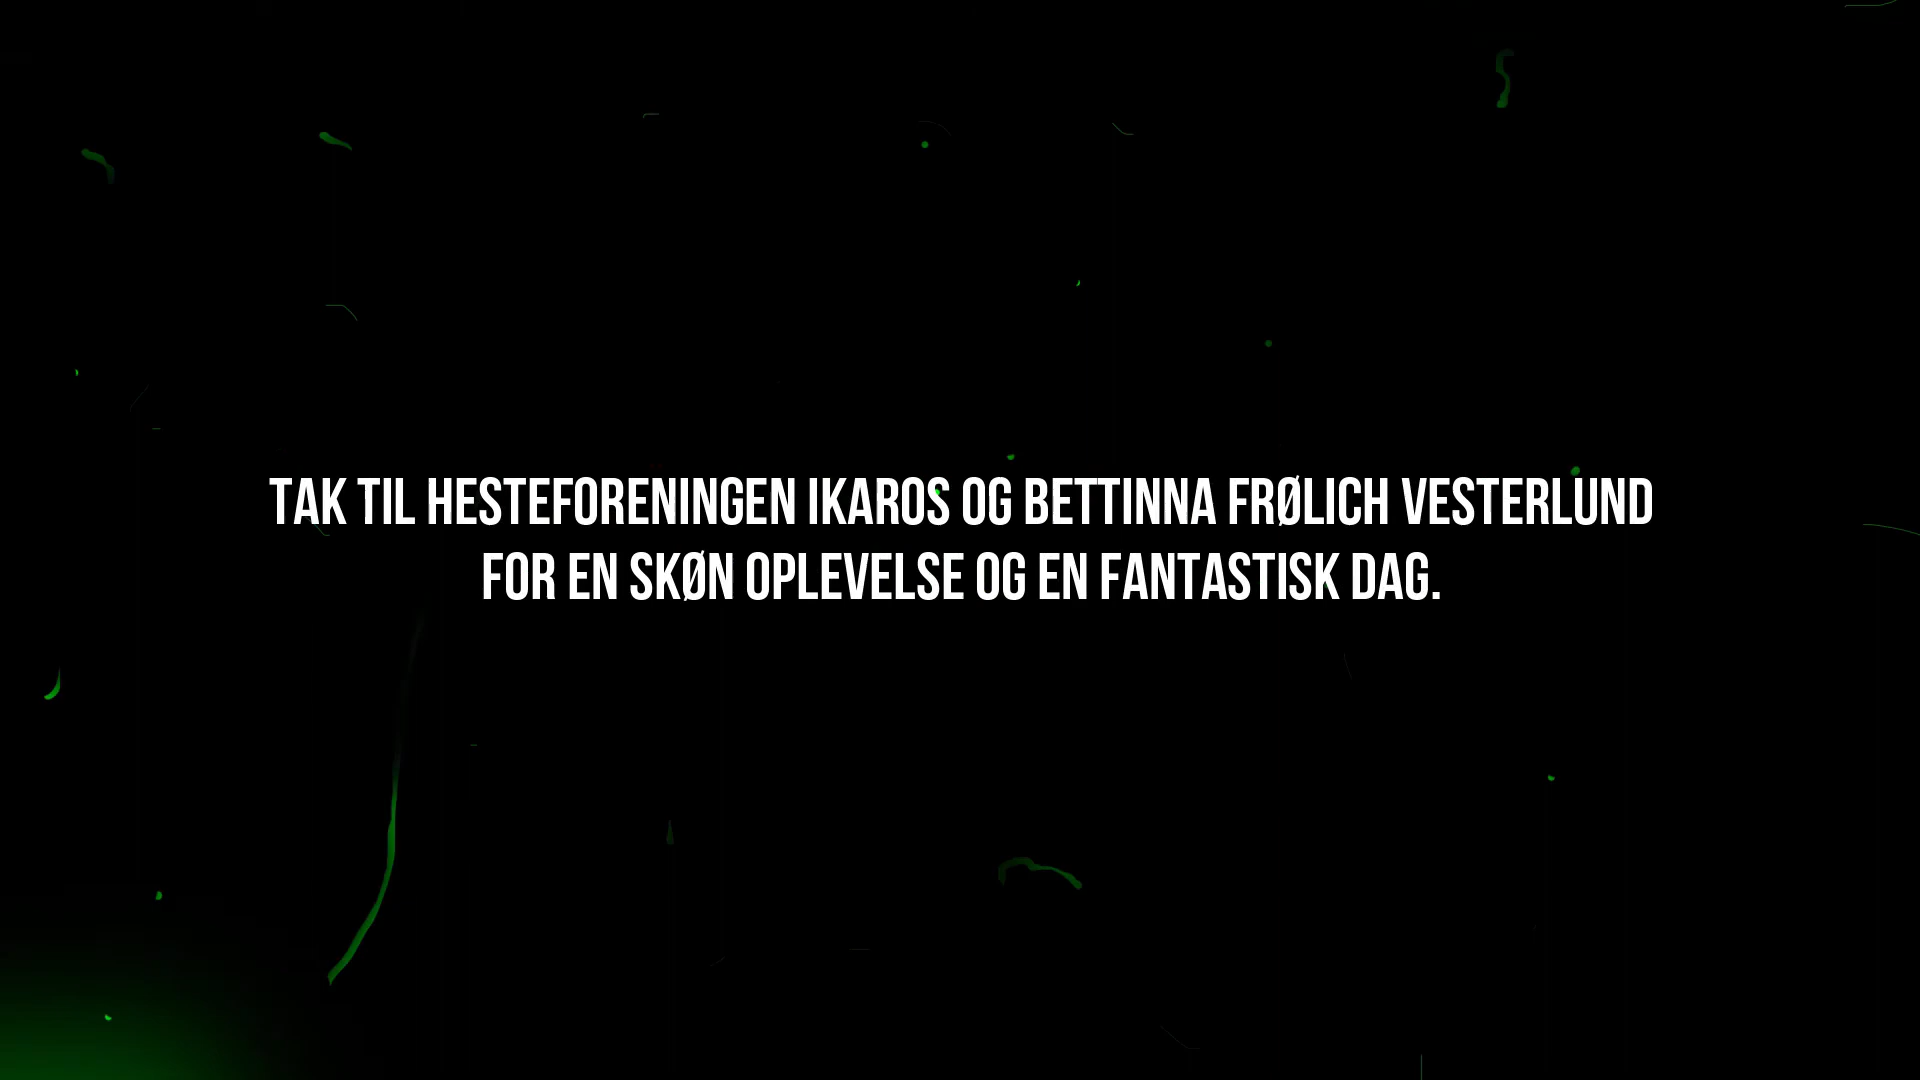 TAK TIL HESTEFORENINGEN IKAROS OG BETTINNA FRØLICH VESTERLUND
FOR EN SKØN OPLEVELSE OG EN FANTASTISK DAG.